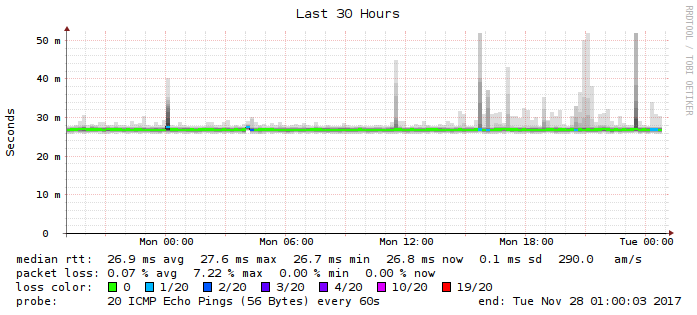 Last 30 Hours
RRDTOOL / TOBI OETIKER
Seconds
50 m
40 m
30 m
20 m
10 m
0
Mon 00:00 Mon 06:00 Mon 12:00 Mon 18:00 Tue 00:00
median rtt: 26.9 ms avg 27.6 ms max 26.7 ms min 26.8 ms now 0.1 ms sd 290.0 am/s
packet loss: 0.07 % avg 7.22 % max 0.00 % min 0.00 % now
loss color: 0 1/20 2/20 3/20 4/20 10/20 19/20
probe: 20 ICMP Echo Pings (56 Bytes) every 60s end: Tue Nov 28 01:00:03 2017